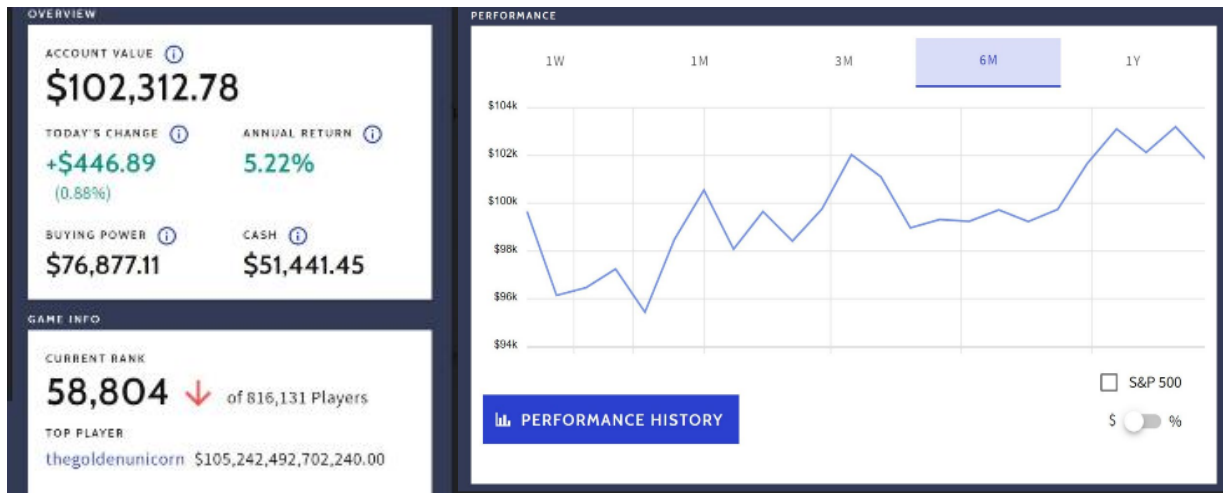 OVERVIEW
ACCOUNT VALUE
$102,312.78
TODAY'S CHANGE
ANNUAL RETURN
+$446.89
5.22%
(0.88%)
BUYING POWER
CASH
$76,877.11
$51,441.45
GAME INFO
CURRENT RANK
58,804 of 816,131 Players
TOP PLAYER
thegoldenunicorn $105,242,492,702,240.00
PERFORMANCE
1W 1M 3M 6M 1Y
$104k
$102k
$100k
$98k
$96k
$94k
S&P 500
PERFORMANCE HISTORY
$ %